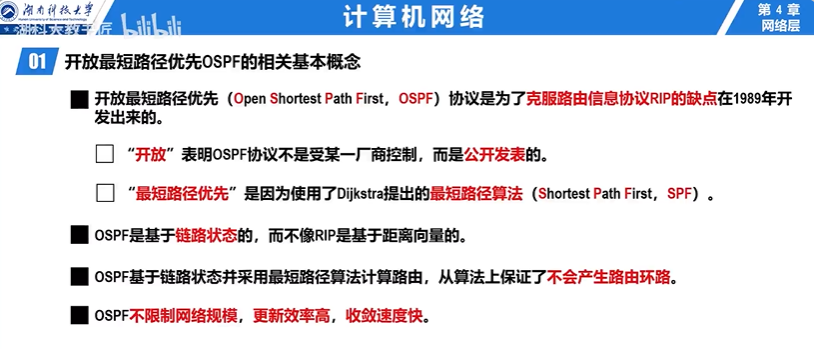 湖南科技大学
Hunan University of Science and Technology
计算机网络
第 4 章
网络层
湖科大教书匠 bilibili
01 开放最短路径优先OSPF的相关基本概念
开放最短路径优先（Open Shortest Path First，OSPF）协议是为了克服路由信息协议RIP的缺点在1989年开
发出来的。
“开放”表明OSPF协议不是受某一厂商控制，而是公开发表的。
“最短路径优先”是因为使用了Dijkstra提出的最短路径算法（Shortest Path First，SPF）。
OSPF是基于链路状态的，而不像RIP是基于距离向量的。
OSPF基于链路状态并采用最短路径算法计算路由，从算法上保证了不会产生路由环路。
OSPF不限制网络规模，更新效率高，收敛速度快。